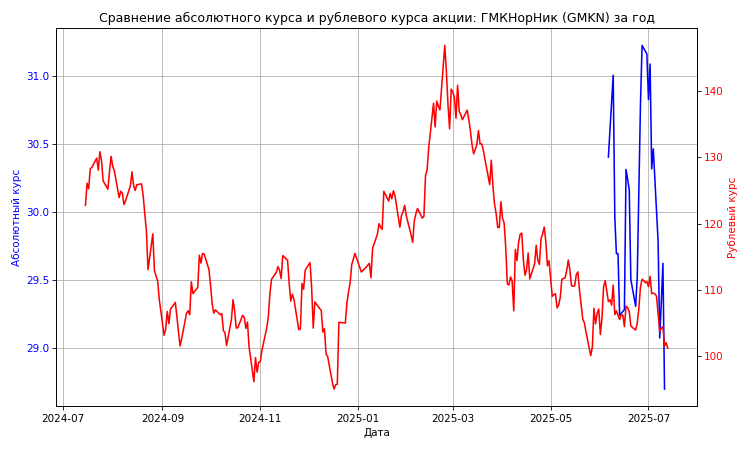 Сравнение абсолютного курса и рублевого курса акции: ГМКНорНик (GMKN) за год
31.0
30.5
30.0
29.5
29.0
Абсолютный курс
140
130
120
110
100
Рублевый курс
2024-07 2024-09 2024-11 2025-01 2025-03 2025-05 2025-07
Дата